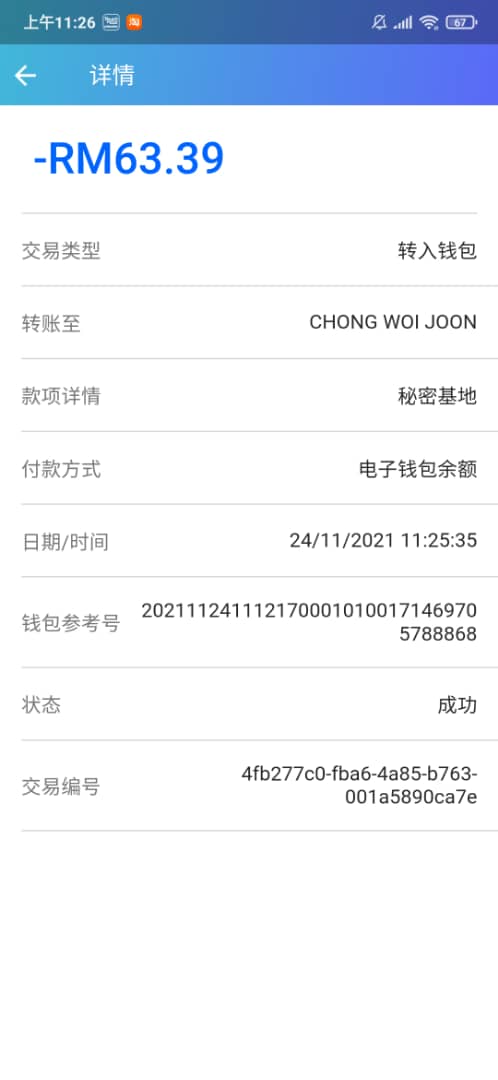 上午11:26
67
详情
-RM63.39
交易类型 转入钱包
转账至 CHONG WOI JOON
款项详情 秘密基地
付款方式 电子钱包余额
日期/时间 24/11/2021 11:25:35
钱包参考号 202111241112170001010017146970
5788868
状态 成功
交易编号 4fb277c0-fba6-4a85-b763-
001a5890ca7e